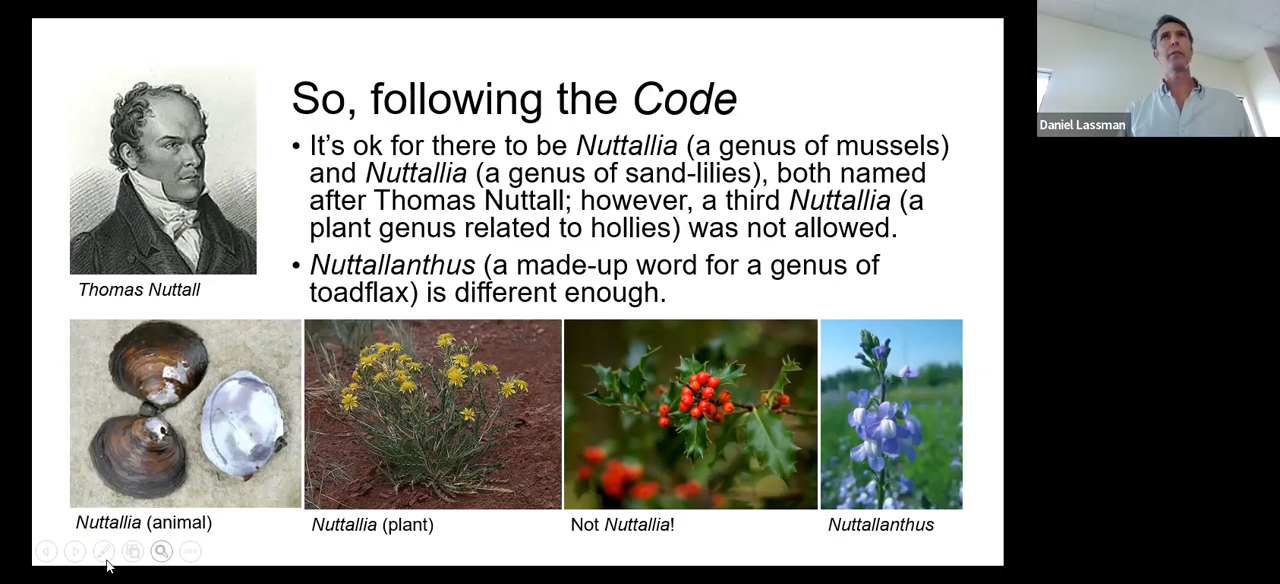 So, following the Code
• It’s ok for there to be Nuttallia (a genus of mussels)
and Nuttallia (a genus of sand-lilies), both named
after Thomas Nuttall; however, a third Nuttallia (a
plant genus related to hollies) was not allowed.
• Nuttallanthus (a made-up word for a genus of
toadflax) is different enough.
Thomas Nuttall
Nuttallia (animal)
Nuttallia (plant)
Not Nuttallia!
Nuttallanthus
Daniel Lassman